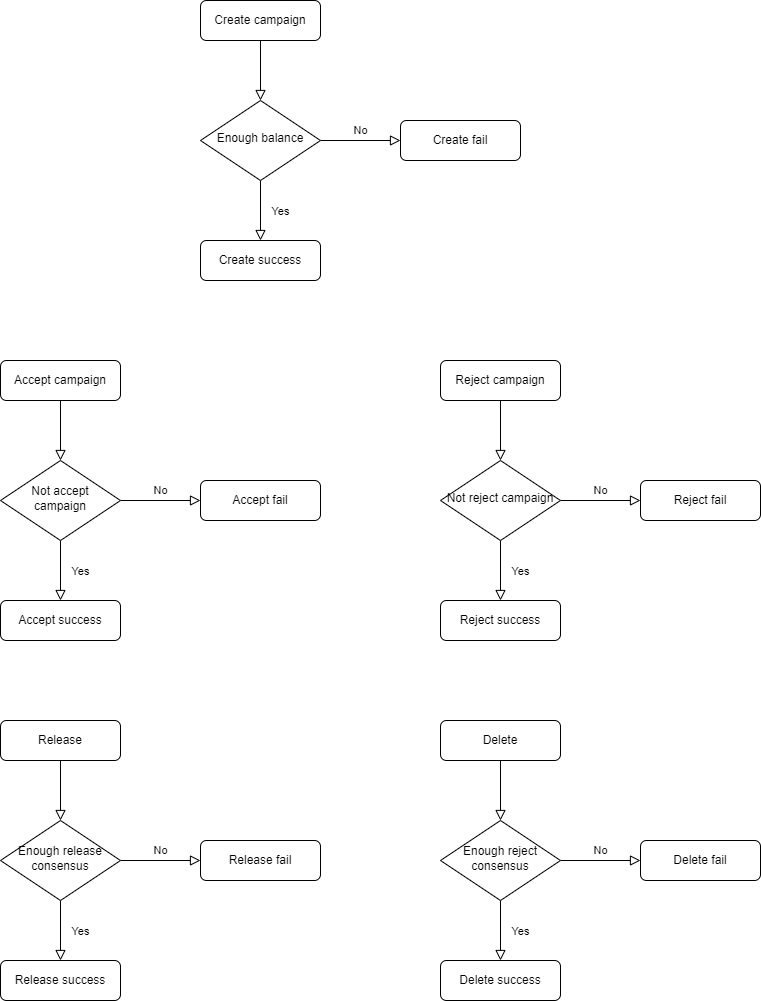 Create campaign
Enough balance
No
Create fail
Yes
Create success
Accept campaign
Reject campaign
Not accept
campaign
No
Accept fail
Not reject campaign
No
Reject fail
Yes
Yes
Accept success
Reject success
Release
Delete
Enough release
consensus
No
Release fail
Enough reject
consensus
No
Delete fail
Yes
Yes
Release success
Delete success